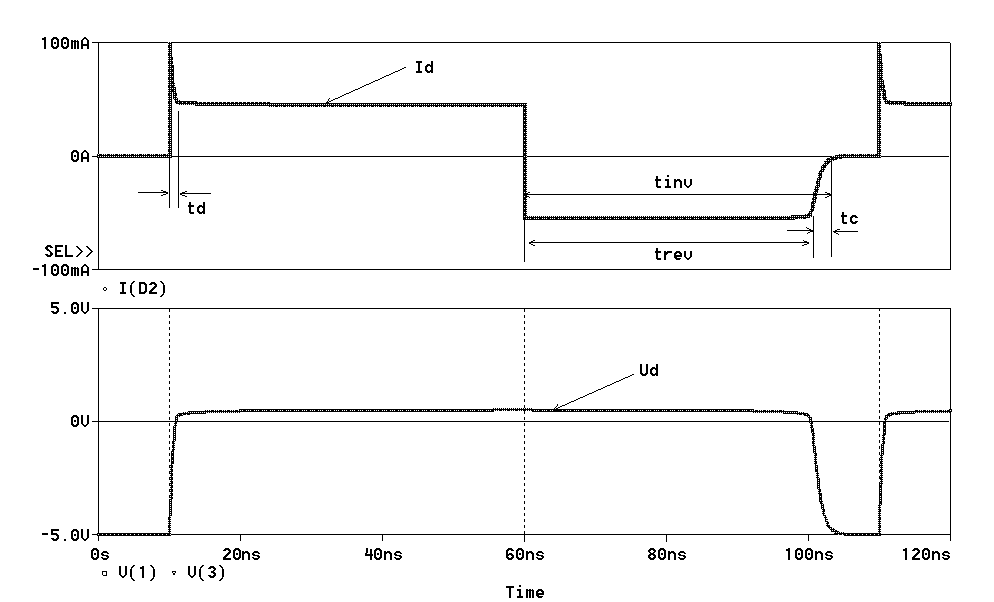 100mA
Id
0A
tinv
td
tc
SEL>>
trev
-100mA
I(D2)
5.0V
Ud
0V
-5.0V
0s 20ns 40ns 60ns 80ns 100ns 120ns
V(1) V(3)
Time